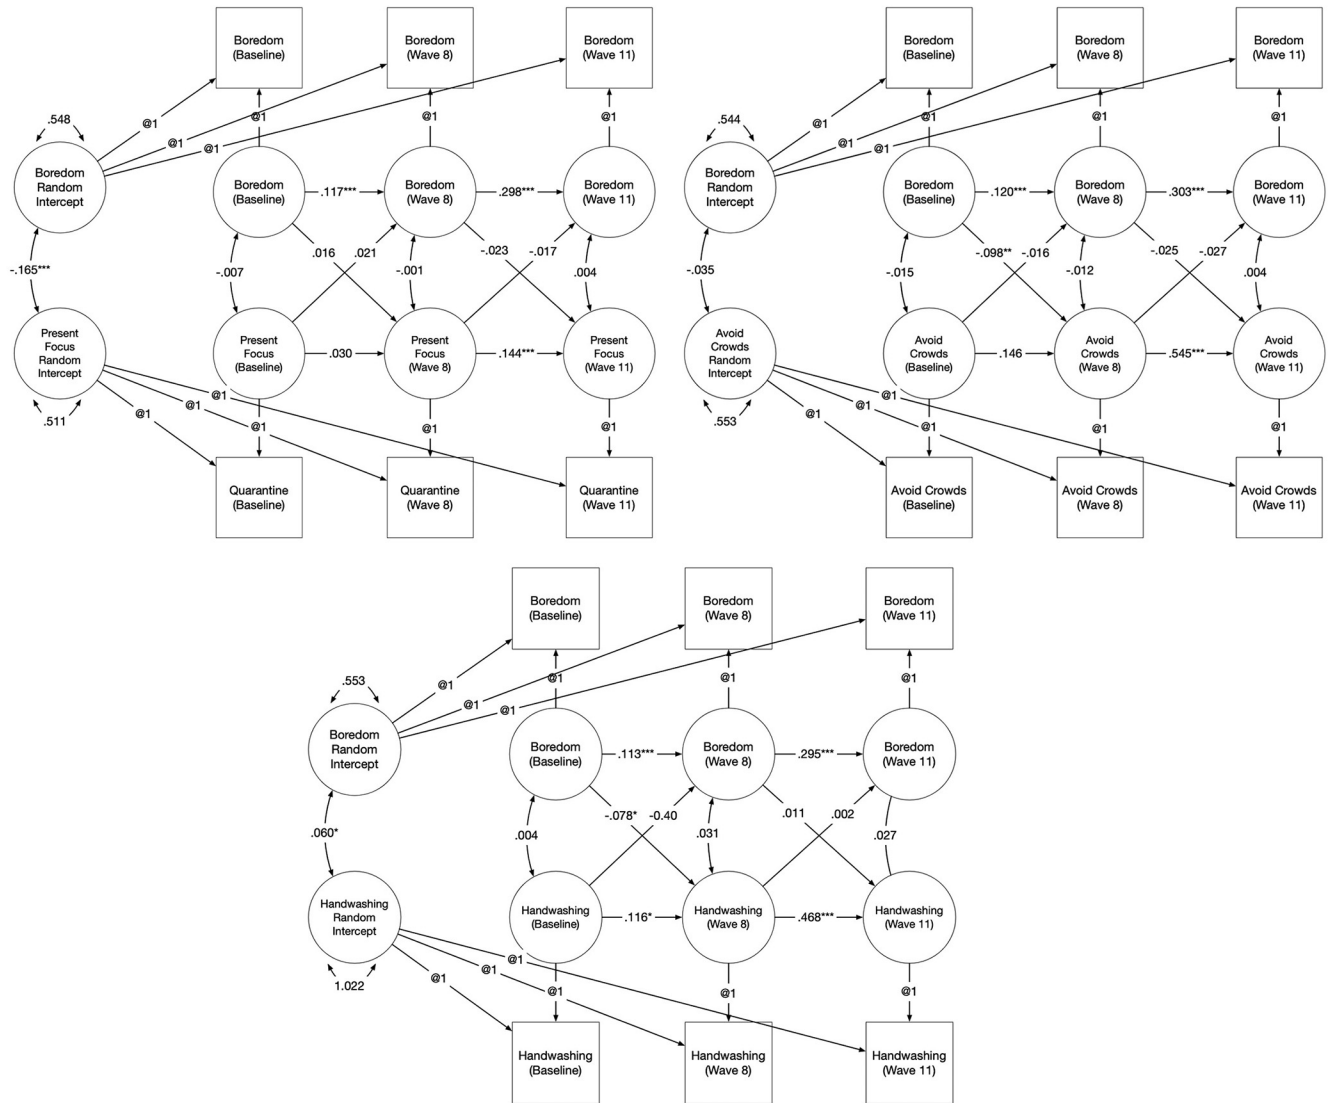 Boredom
(Baseline)
Boredom
(Wave 8)
Boredom
(Wave 11)
.548
@1
@1
@1
@1
@1
@1
Boredom
Random
Intercept
Boredom
(Baseline)
.117***
Boredom
(Wave 8)
.298***
Boredom
(Wave 11)
-.165***
-.007
.016
.021
-.001
-.023
-.017
.004
Present
Focus
Random
Intercept
Present
Focus
(Baseline)
.030
Present
Focus
(Wave 8)
.144***
Present
Focus
(Wave 11)
.511
@1
@1
@1
@1
@1
@1
Quarantine
(Baseline)
Quarantine
(Wave 8)
Quarantine
(Wave 11)
Boredom
(Baseline)
Boredom
(Wave 8)
Boredom
(Wave 11)
.544
@1
@1
@1
@1
@1
@1
Boredom
Random
Intercept
Boredom
(Baseline)
.120***
Boredom
(Wave 8)
.303***
Boredom
(Wave 11)
-.035
-.015
-.098**
-.016
-.012
-.025
-.027
.004
Avoid
Crowds
Random
Intercept
Avoid
Crowds
(Baseline)
.146
Avoid
Crowds
(Wave 8)
.545***
Avoid
Crowds
(Wave 11)
.553
@1
@1
@1
@1
@1
@1
Avoid Crowds
(Baseline)
Avoid Crowds
(Wave 8)
Avoid Crowds
(Wave 11)
Boredom
(Baseline)
Boredom
(Wave 8)
Boredom
(Wave 11)
.553
@1
@1
@1
@1
@1
@1
Boredom
Random
Intercept
Boredom
(Baseline)
.113***
Boredom
(Wave 8)
.295***
Boredom
(Wave 11)
.060*
.004
-.078*
-0.40
.031
.011
.002
.027
Handwashing
Random
Intercept
Handwashing
(Baseline)
.116*
Handwashing
(Wave 8)
.468***
Handwashing
(Wave 11)
1.022
@1
@1
@1
@1
@1
@1
Handwashing
(Baseline)
Handwashing
(Wave 8)
Handwashing
(Wave 11)